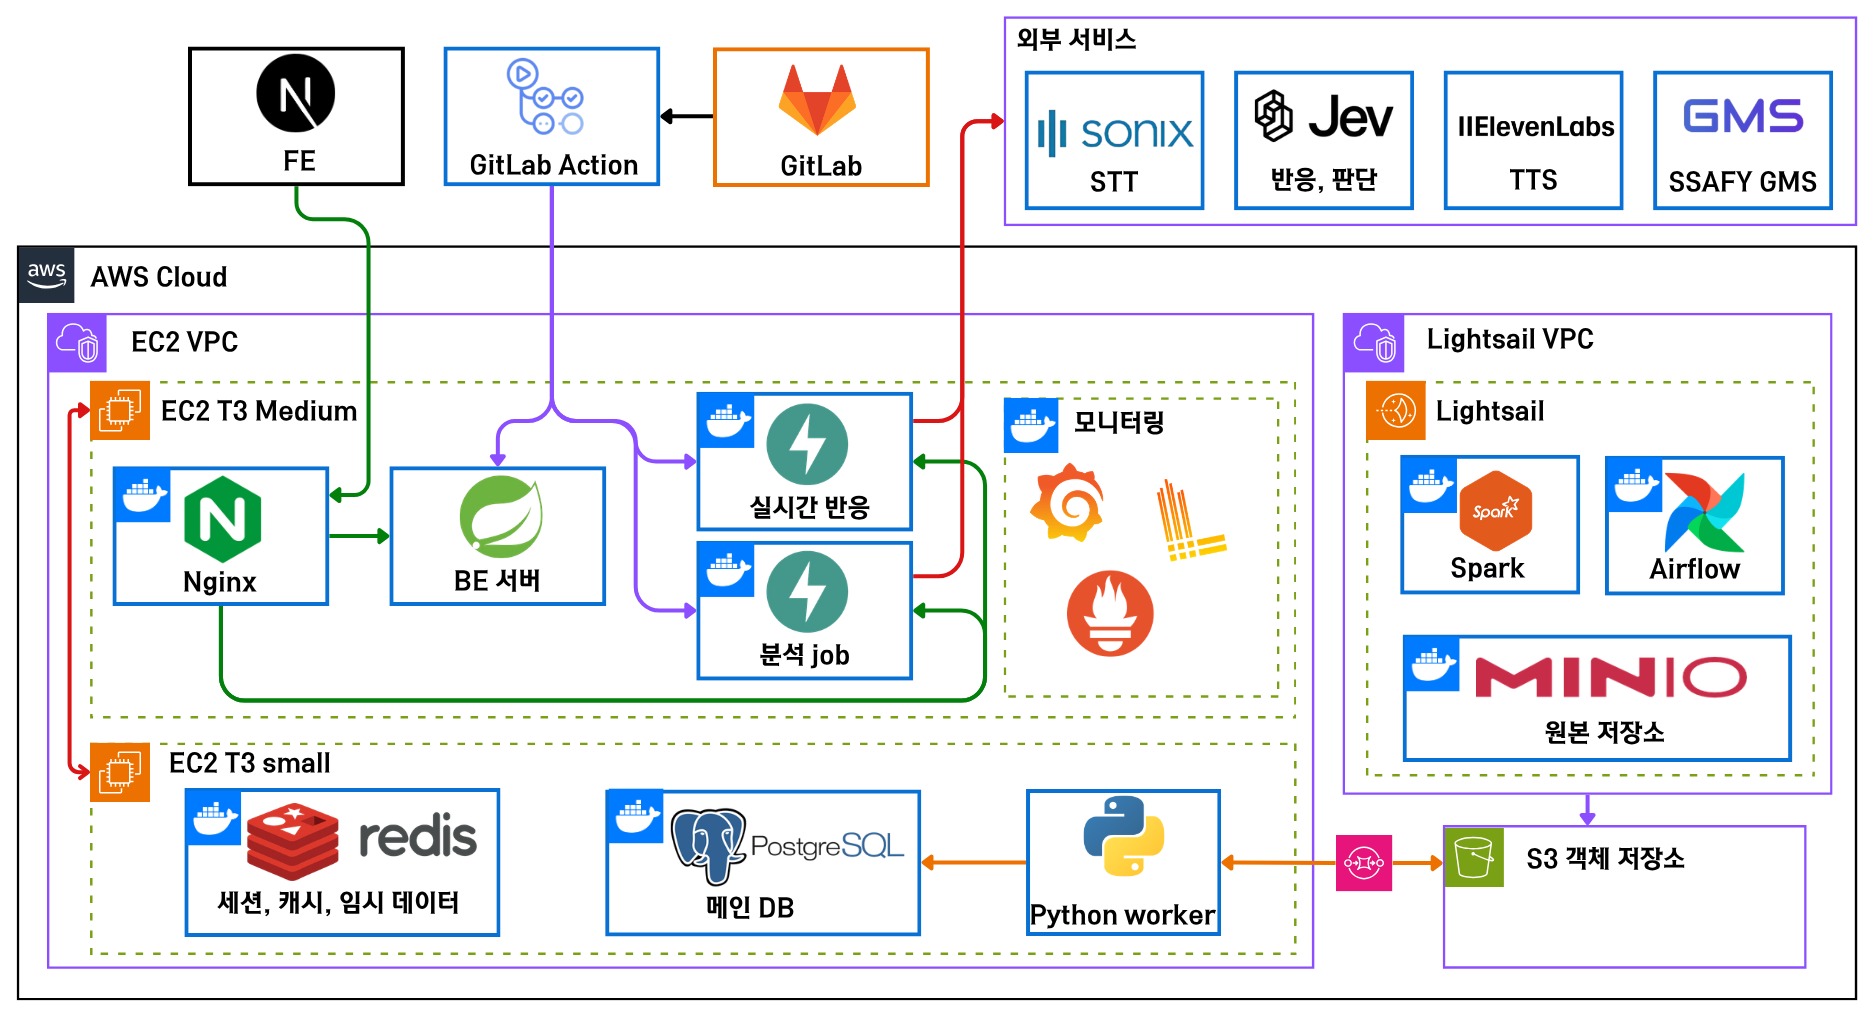 외부 서비스
FE
GitLab Action
GitLab
sonix
STT
Jev
반응, 판단
IIElevenLabs
TTS
GMS
SSAFY GMS
aws
AWS Cloud
EC2 VPC
Lightsail VPC
EC2 T3 Medium
모니터링
Lightsail
Nginx
BE 서버
실시간 반응
분석 job
Spark
Spark
Airflow
MINIO
원본 저장소
EC2 T3 small
redis
세션, 캐시, 임시 데이터
PostgreSQL
메인 DB
Python worker
S3 객체 저장소